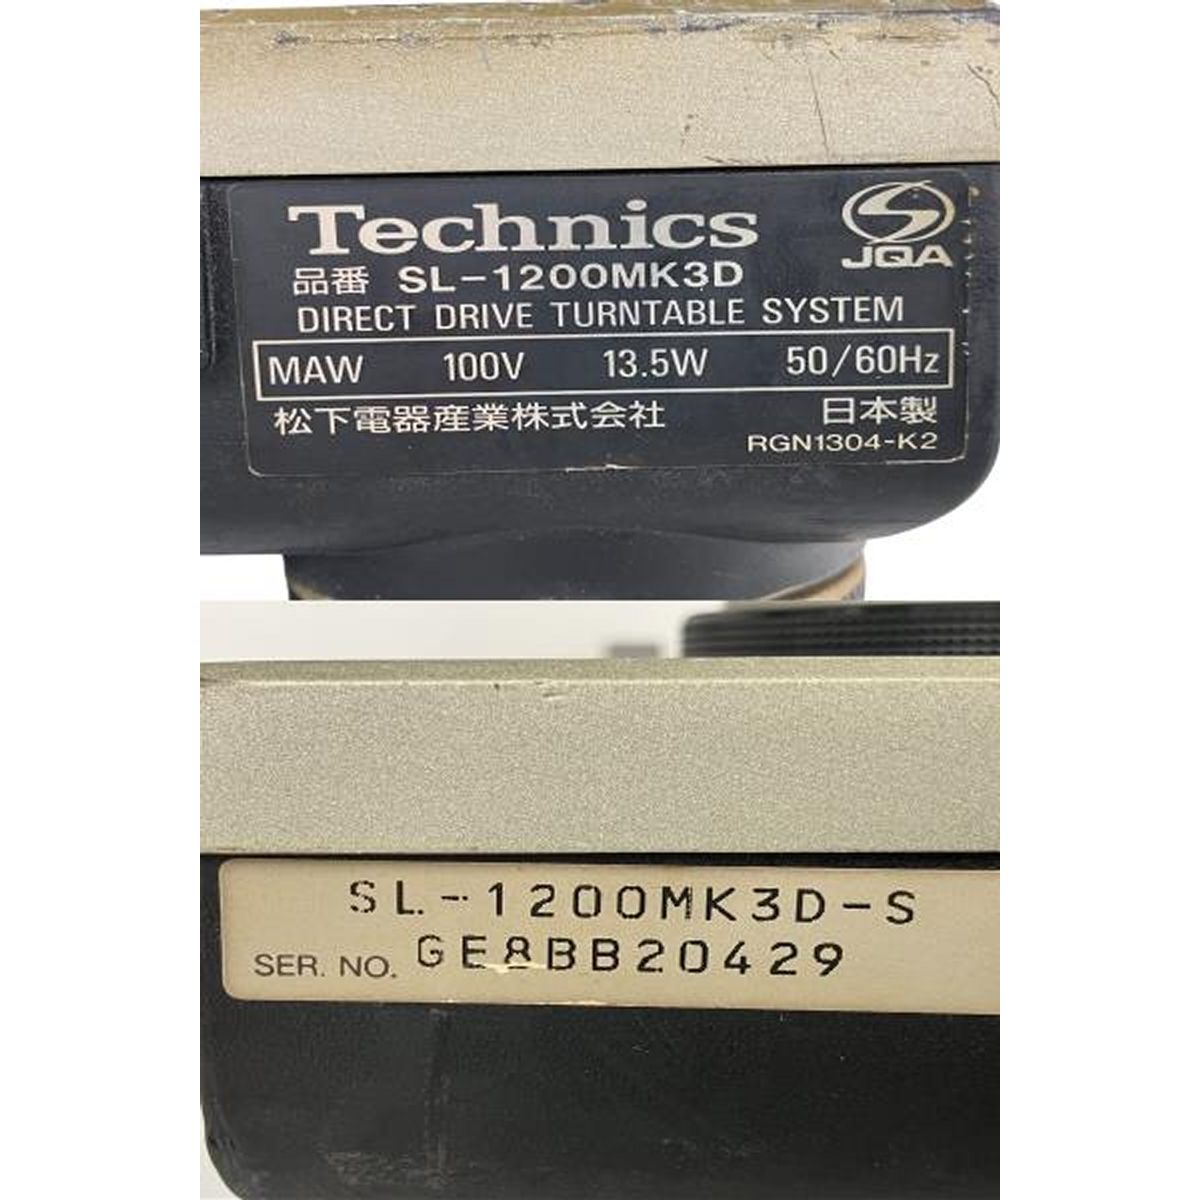 Technics
JQA
品番 SL-1200MK3D
DIRECT DRIVE TURNTABLE SYSTEM
MAW 100V 13.5W 50/60Hz
松下電器産業株式会社 日本製
RGN1304-K2
SL-1200MK3D-S
SER. NO. GE8BB20429